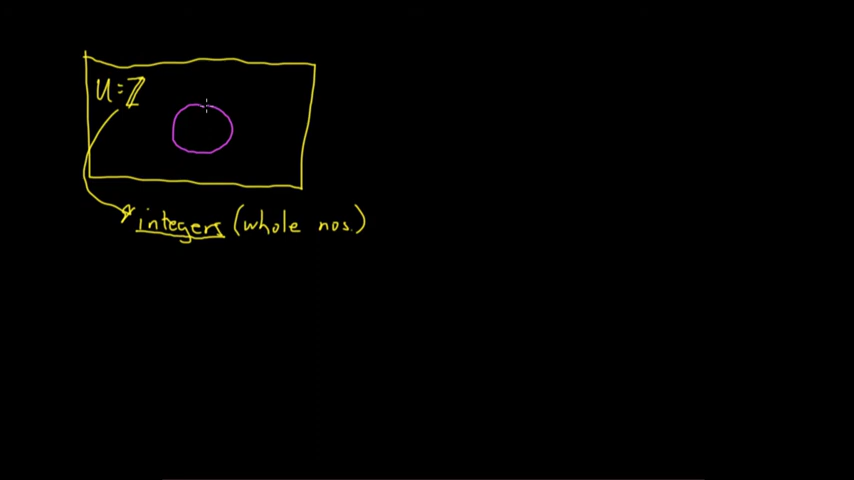 U = ℤ
integers (whole nos.)